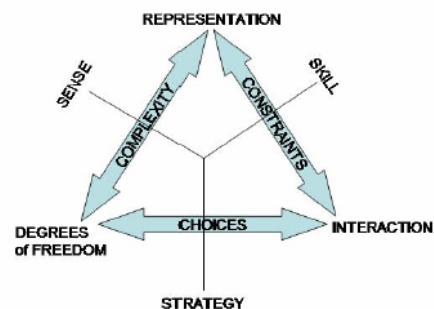 REPRESENTATION
SENSE
SKILL
COMPLEXITY
CONSTRAINTS
DEGREES
of FREEDOM
CHOICES
INTERACTION
STRATEGY